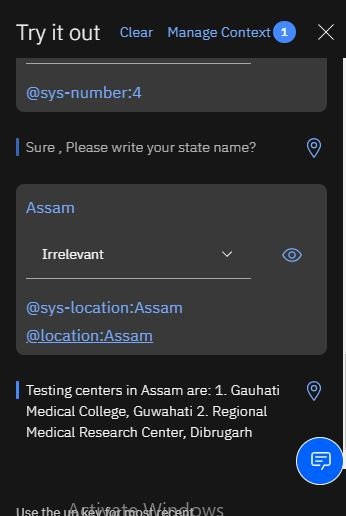 Try it out Clear Manage Context 1
@sys-number:4
Sure , Please write your state name?
Assam
Irrelevant
@sys-location:Assam
@location:Assam
Testing centers in Assam are: 1. Gauhati
Medical College, Guwahati 2. Regional
Medical Research Center, Dibrugarh
Activate Windows
Use the up key for most recent